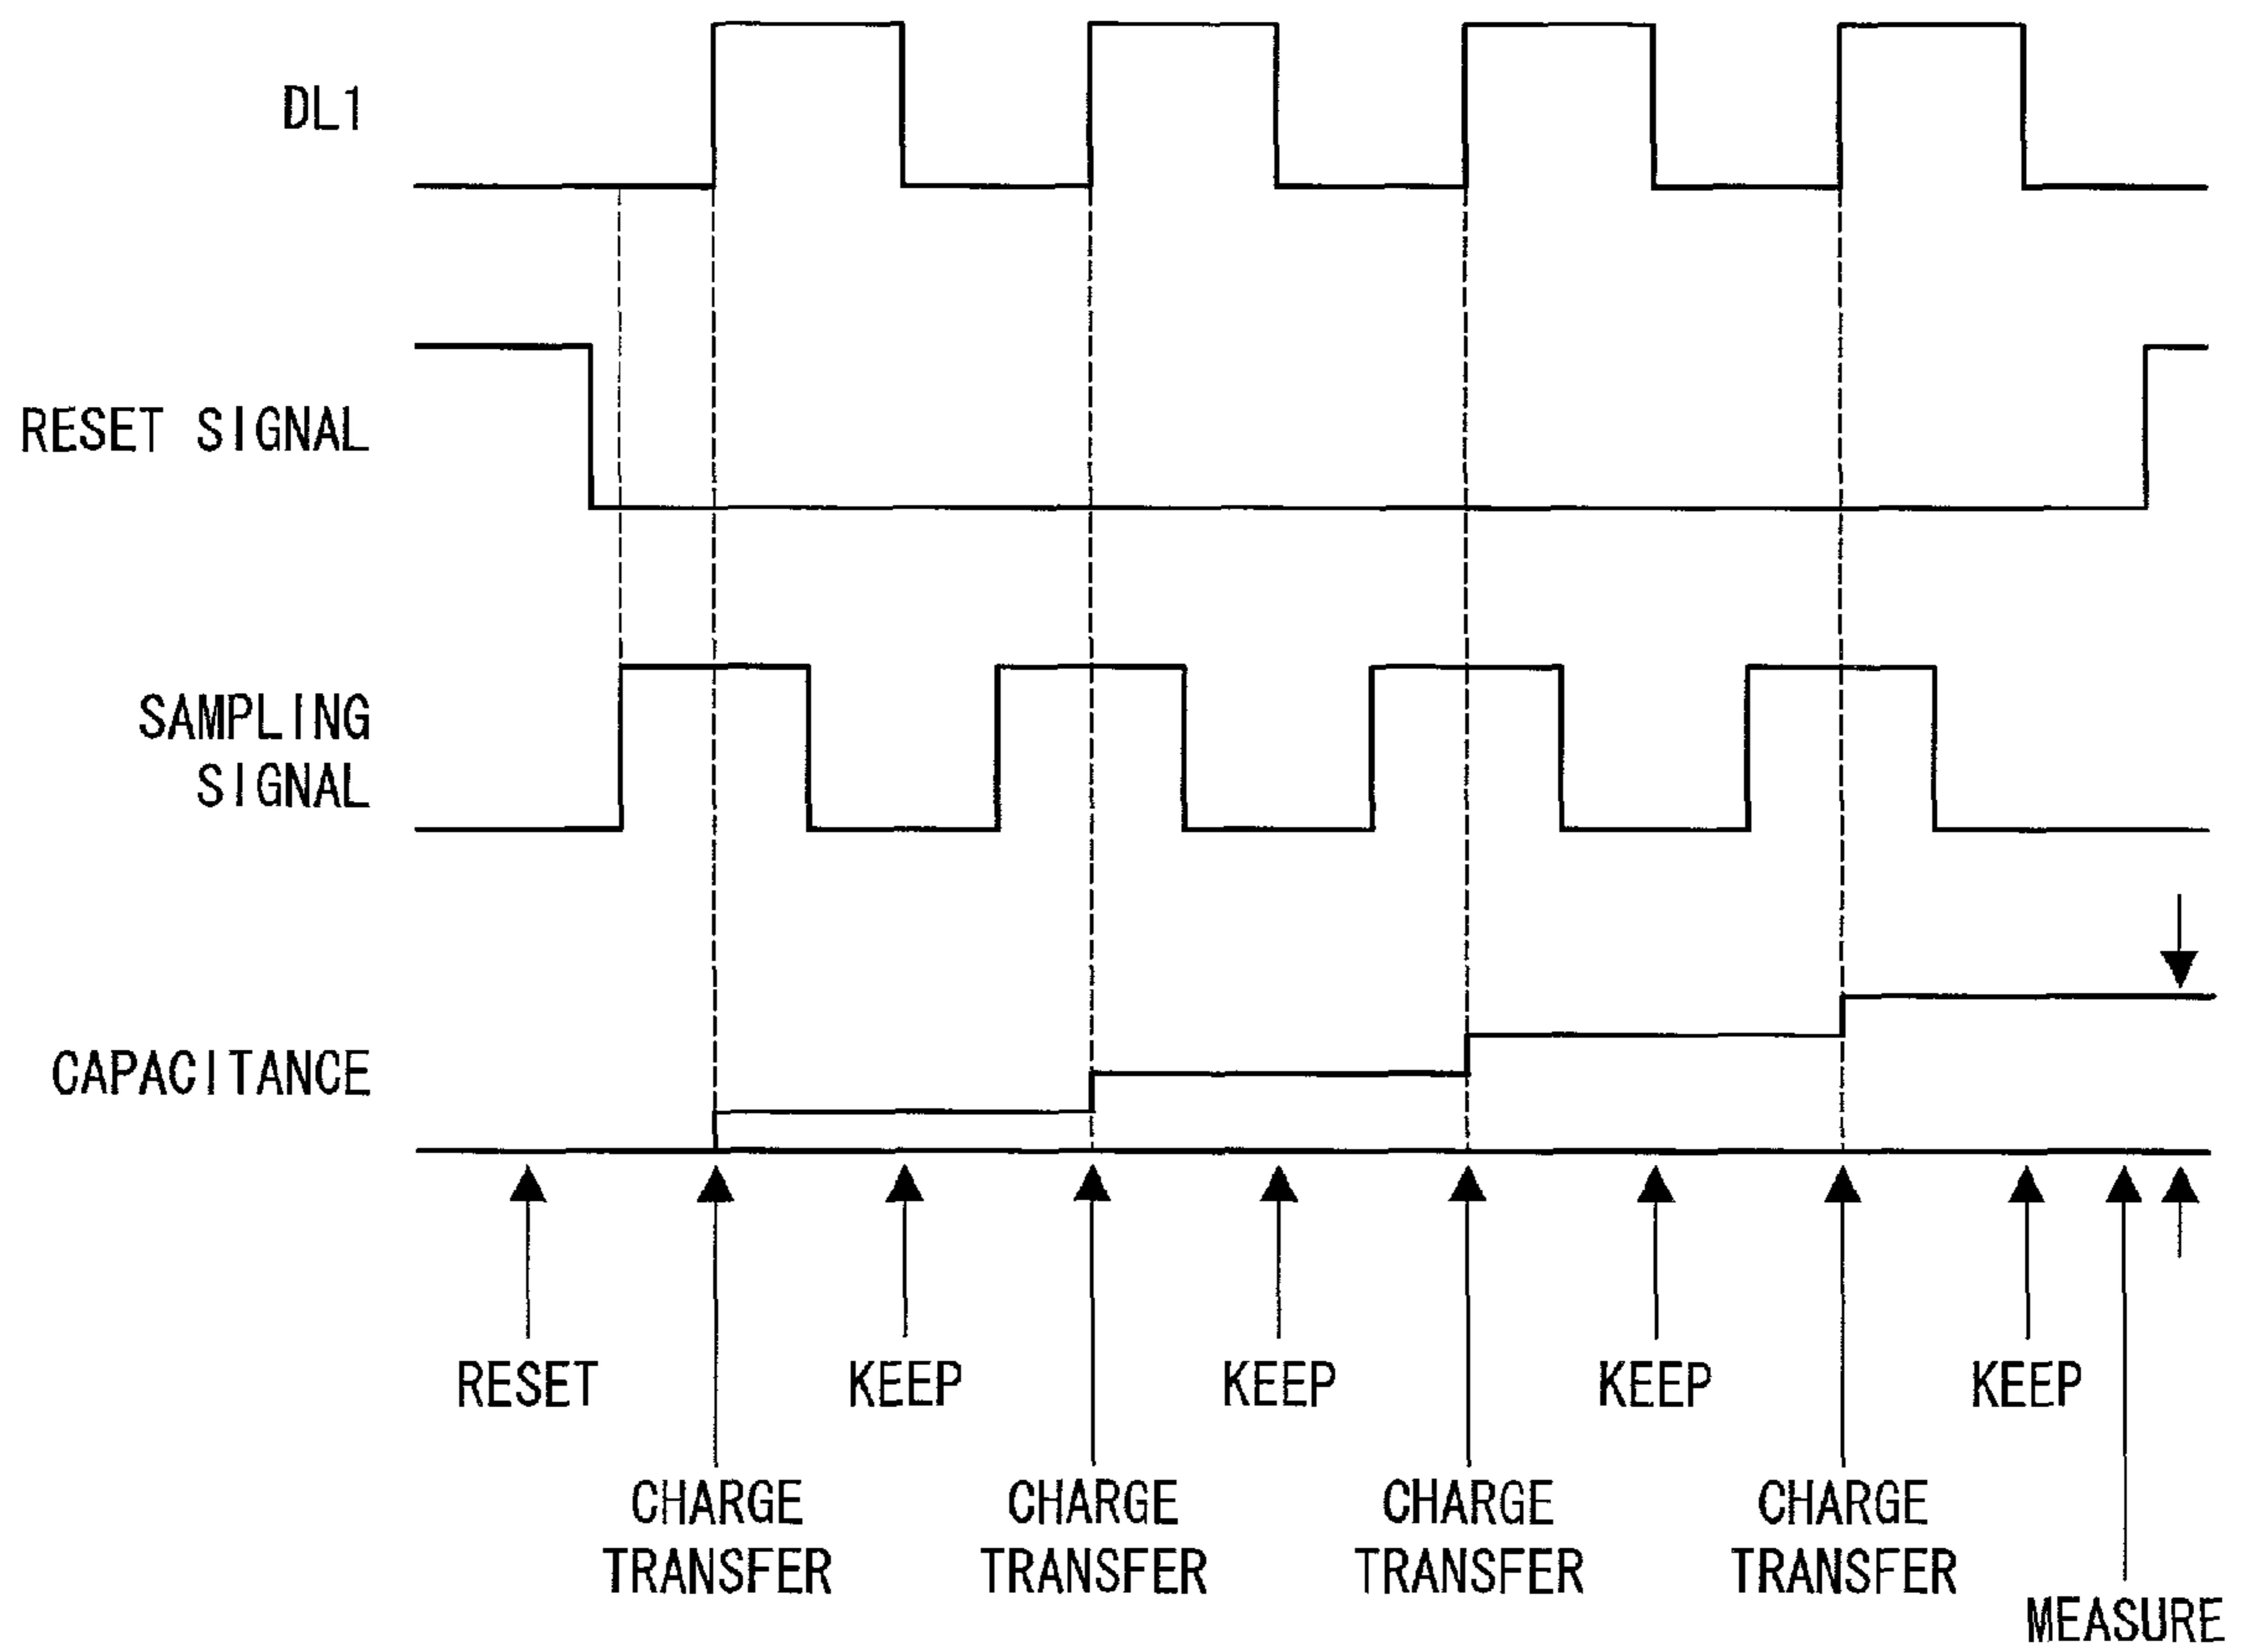 DL1
RESET SIGNAL
SAMPLING
SIGNAL
CAPACITANCE
RESET
KEEP
KEEP
KEEP
KEEP
CHARGE
TRANSFER
CHARGE
TRANSFER
CHARGE
TRANSFER
CHARGE
TRANSFER
MEASURE